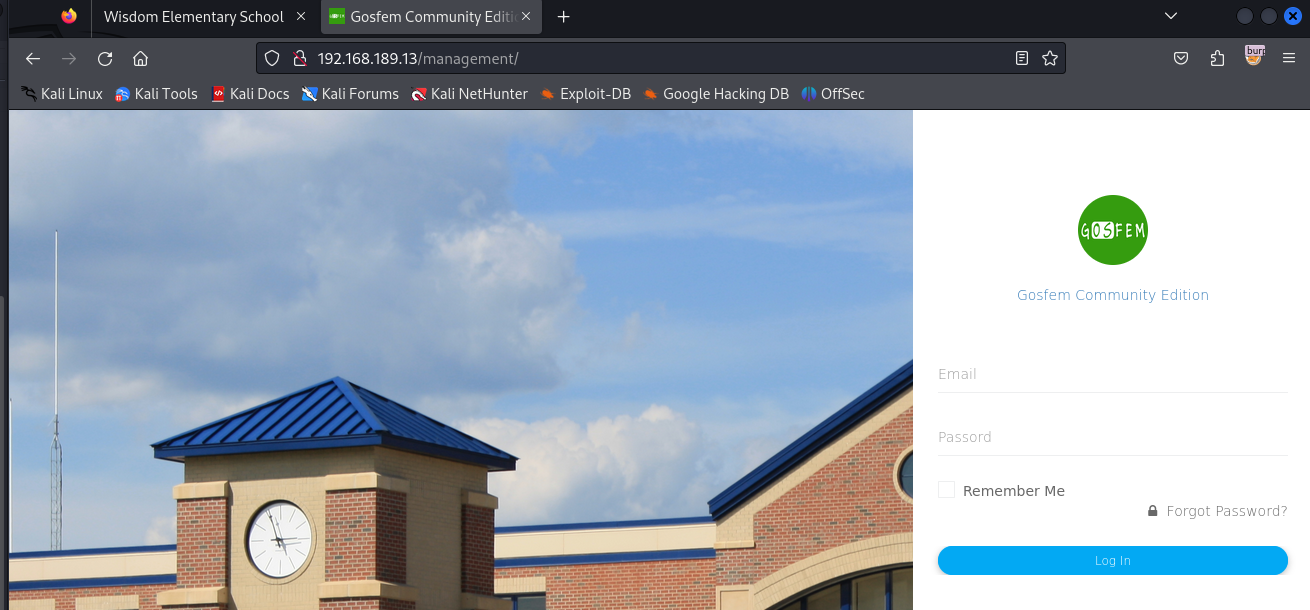 Wisdom Elementary School
Gosfem Community Editi
192.168.189.13/management/
burp
Kali Linux
Kali Tools
Kali Docs
Kali Forums
Kali NetHunter
Exploit-DB
Google Hacking DB
OffSec
GOSFEM
Gosfem Community Edition
Email
Passord
Remember Me
Forgot Password?
Log In